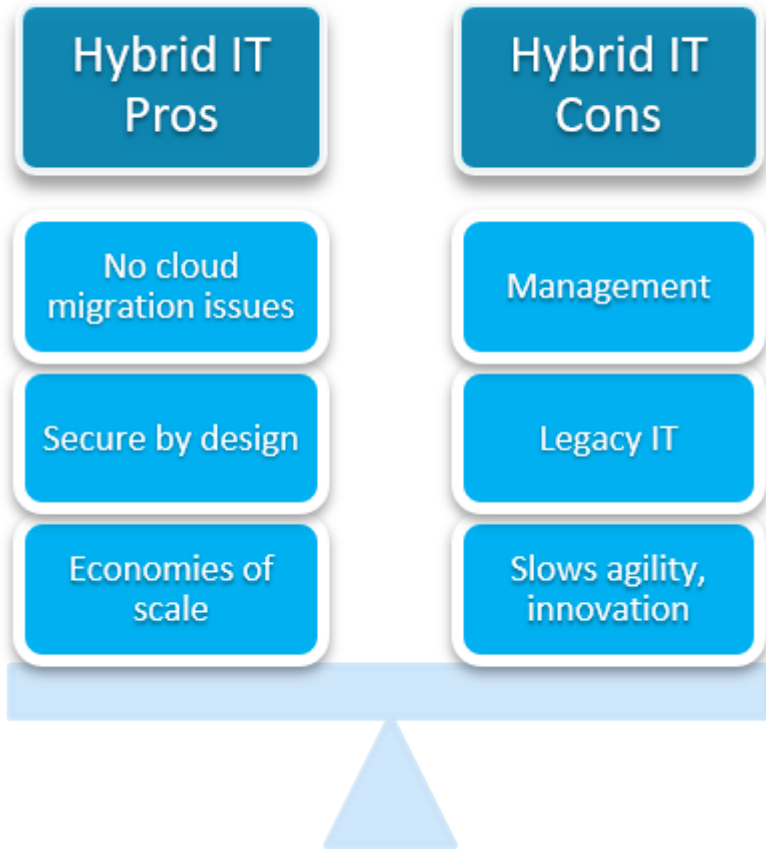 Hybrid IT
Pros
No cloud
migration issues
Secure by design
Economies of
scale
Hybrid IT
Cons
Management
Legacy IT
Slows agility,
innovation